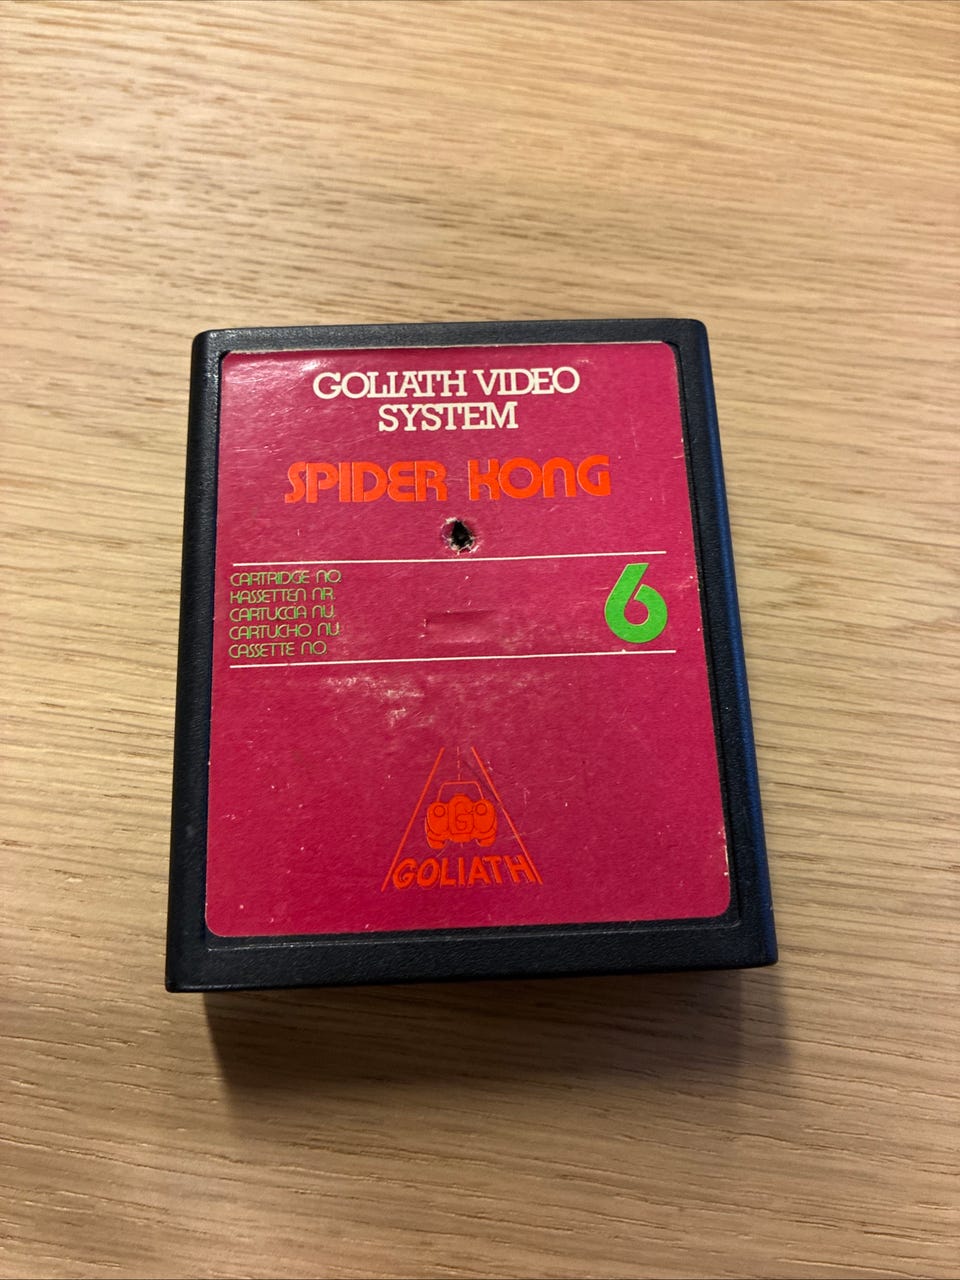 GOLIATH VIDEO
SYSTEM
SPIDER KONG
CARTRIDGE NO.
KASSETTEN NR.
CARTUCCIA NU.
CARTUCHO NU.
CASSETTE NO
6
G
GOLIATH